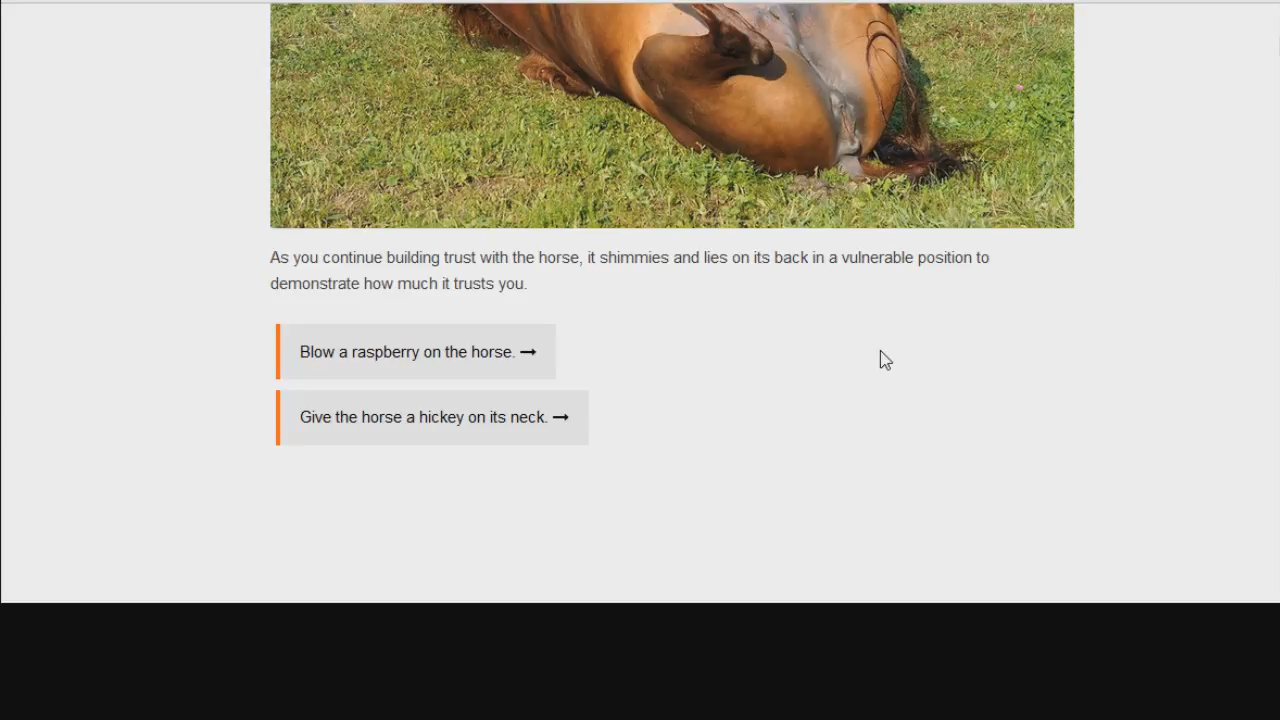 As you continue building trust with the horse, it shimmies and lies on its back in a vulnerable position to
demonstrate how much it trusts you.
Blow a raspberry on the horse. →
Give the horse a hickey on its neck. →